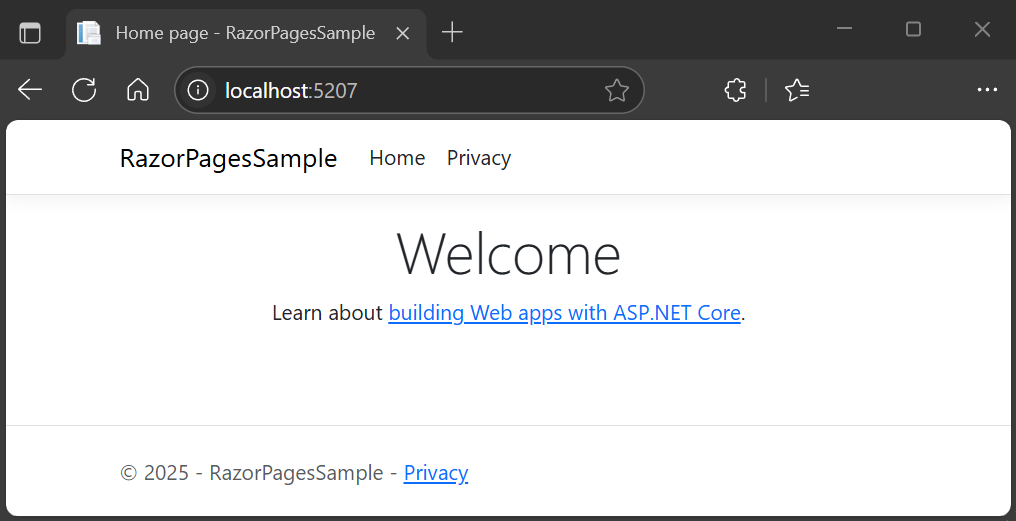 Home page - RazorPagesSample
localhost:5207
RazorPagesSample Home Privacy
Welcome
Learn about building Web apps with ASP.NET Core.
© 2025 - RazorPagesSample - Privacy